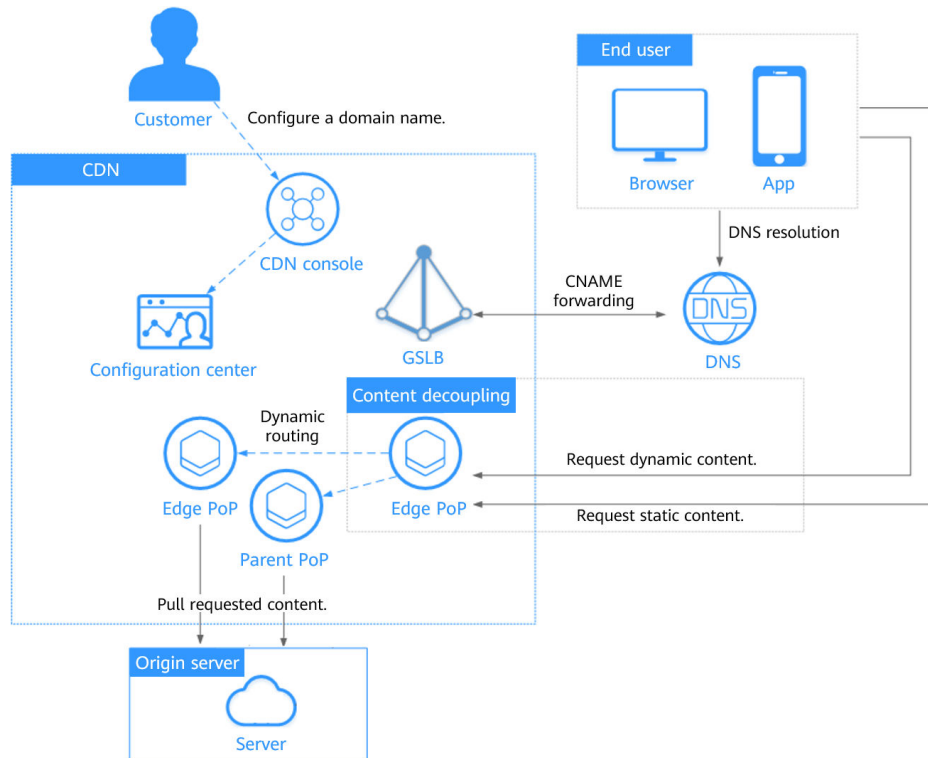 End user
Customer
Configure a domain name.
Browser
App
CDN
DNS resolution
CDN console
CNAME
forwarding
DNS
GSLB
DNS
Configuration center
Content decoupling
Dynamic
routing
Request dynamic content.
Edge PoP
Edge PoP
Request static content.
Parent PoP
Pull requested content.
Origin server
Server